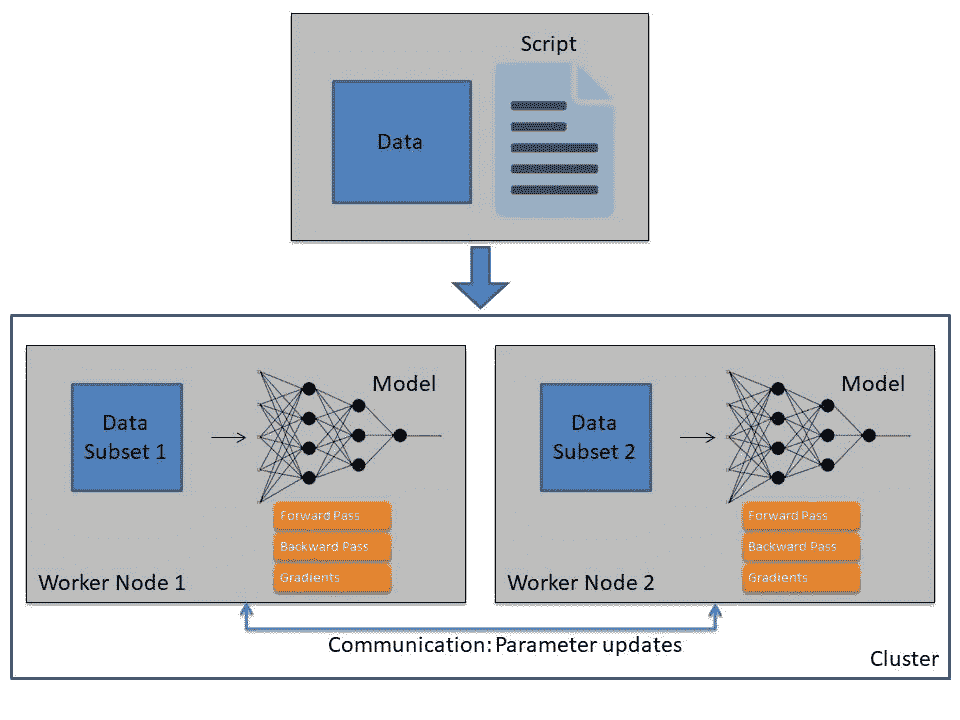 Script
Data
Model
Data
Subset 1
Forward Pass
Backward Pass
Gradients
Worker Node 1
Model
Data
Subset 2
Forward Pass
Backward Pass
Gradients
Worker Node 2
Communication: Parameter updates
Cluster